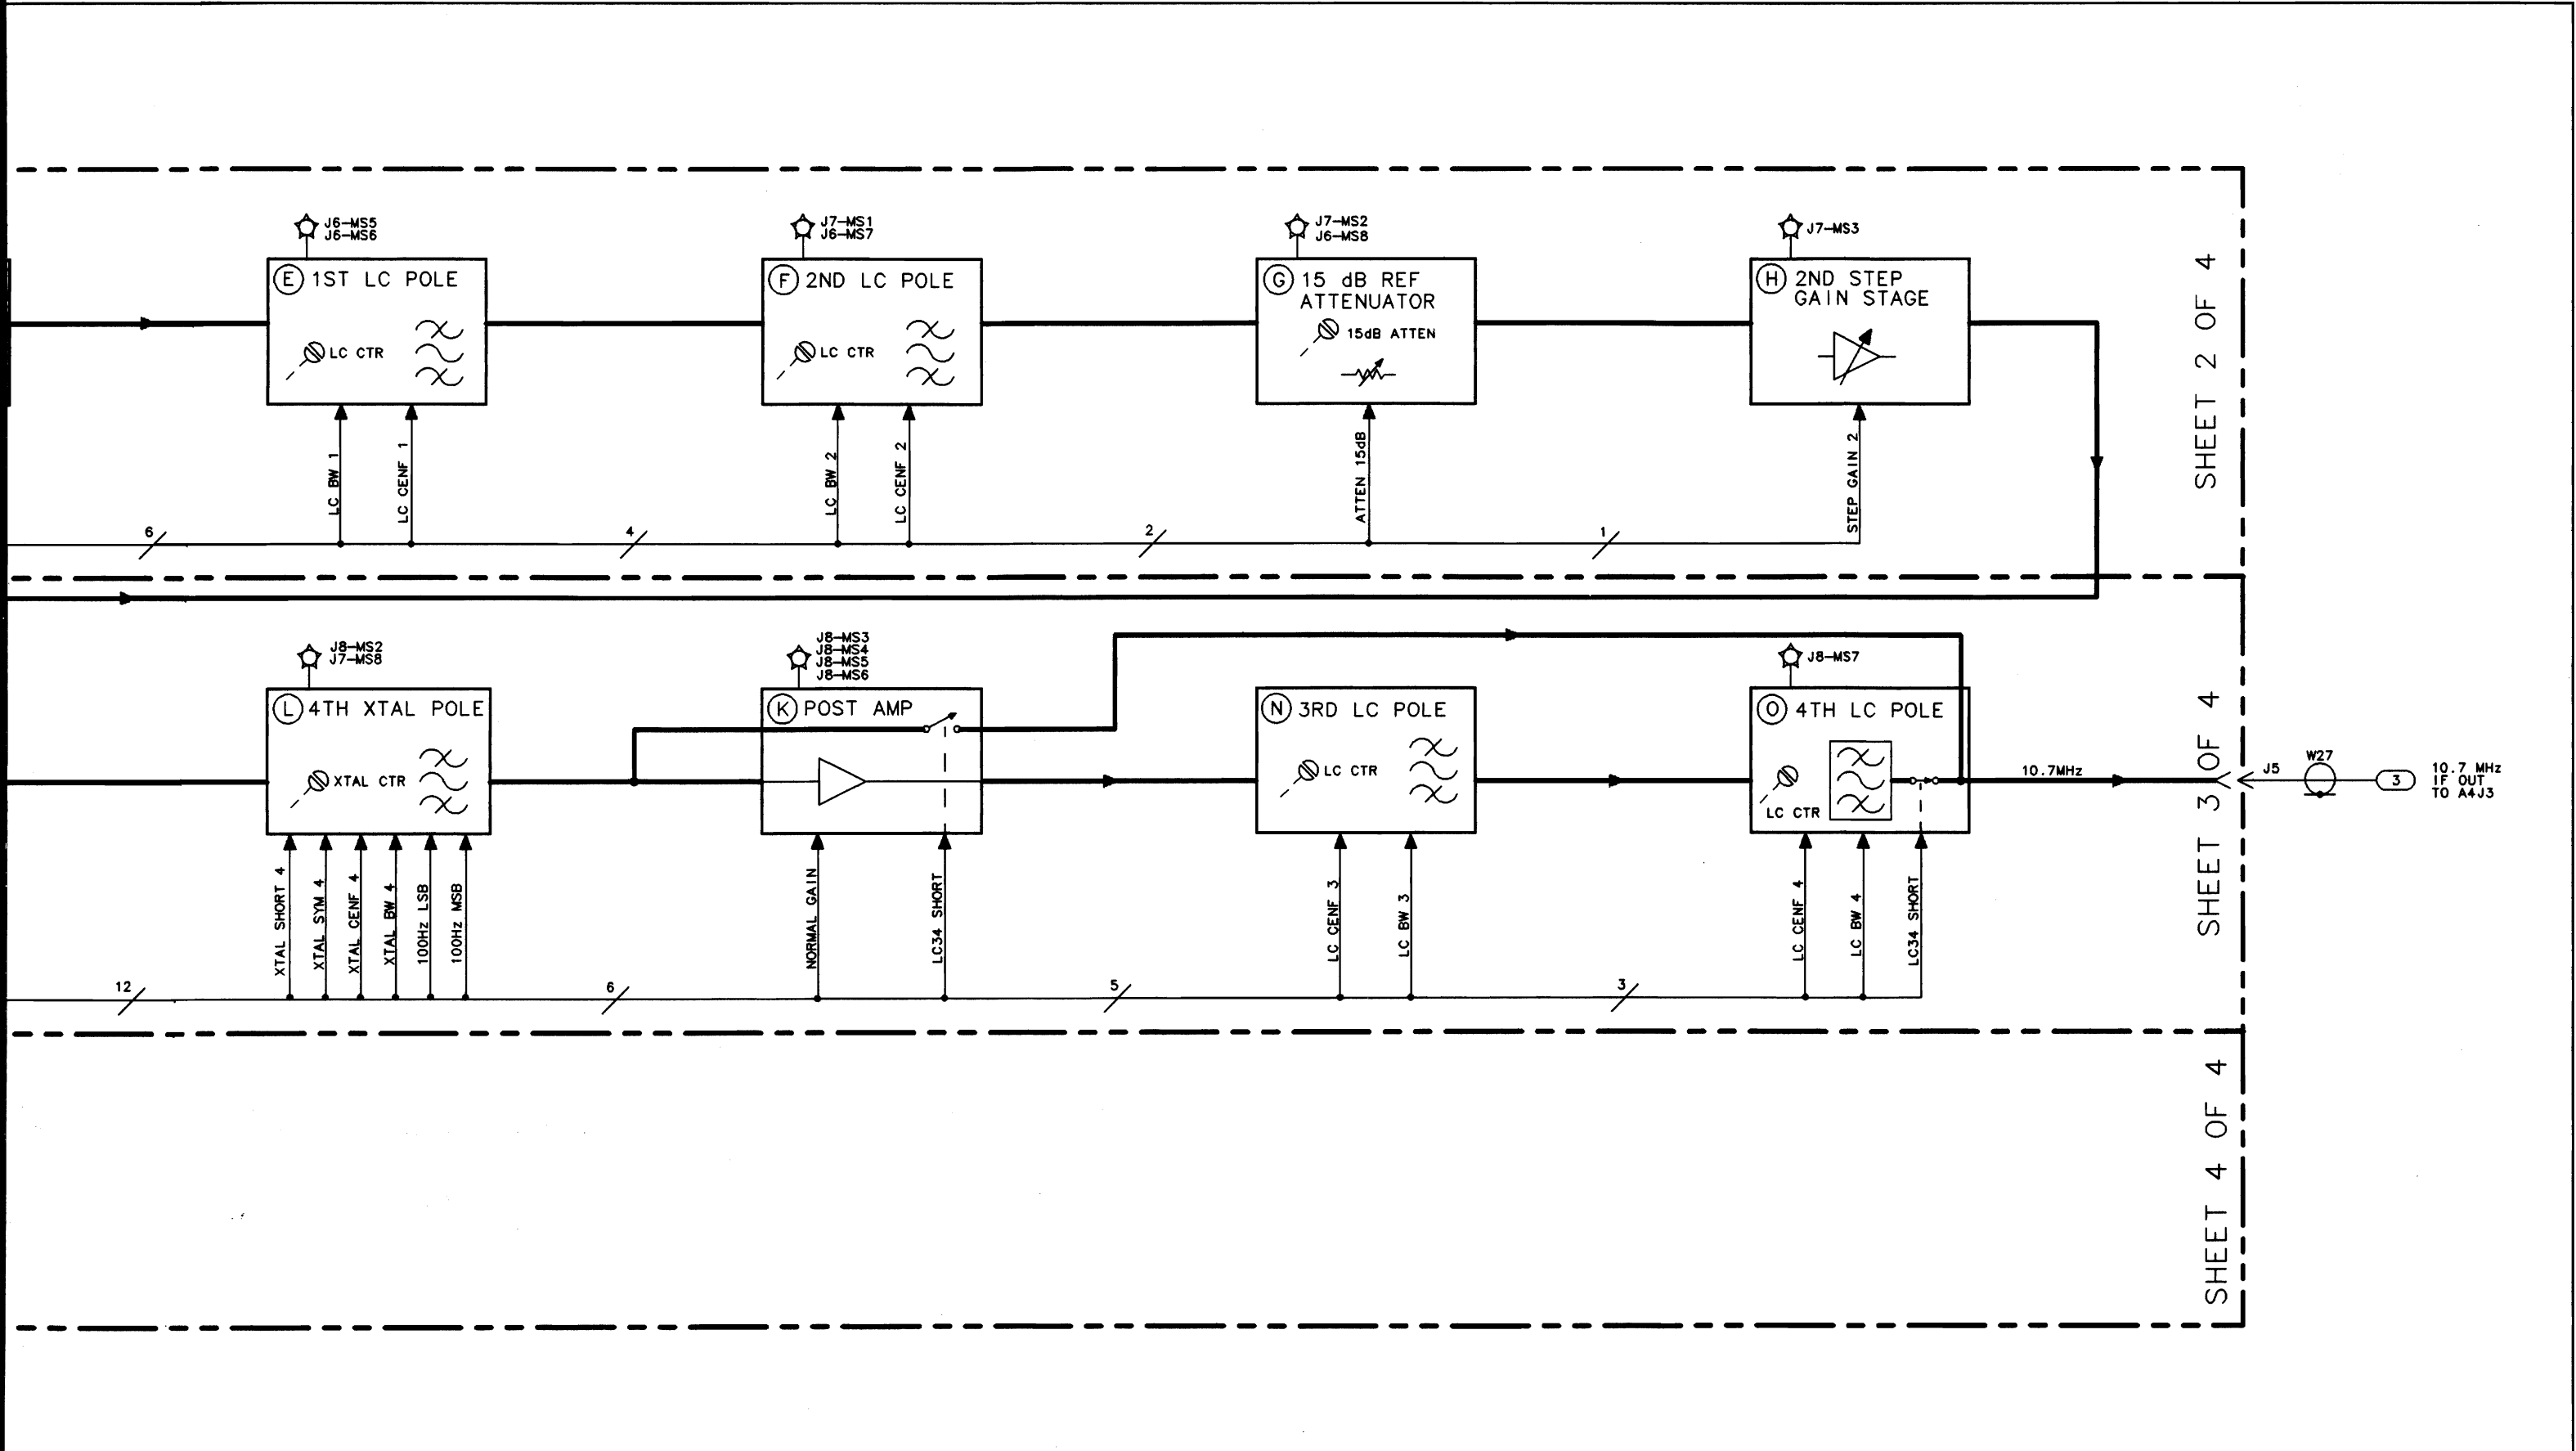 J6-MS5
J6-MS6
J7-MS1
J6-MS7
J7-MS2
J6-MS8
J7-MS3
E 1ST LC POLE
LC CTR
F 2ND LC POLE
LC CTR
G 15 dB REF
ATTENUATOR
15dB ATTEN
H 2ND STEP
GAIN STAGE
LC BW 1
LC CENF 1
LC BW 2
LC CENF 2
ATTEN 15dB
STEP GAIN 2
6
4
2
1
SHEET 2 OF 4
J8-MS2
J7-MS8
J8-MS3
J8-MS4
J8-MS5
J8-MS6
J8-MS7
L 4TH XTAL POLE
XTAL CTR
K POST AMP
N 3RD LC POLE
LC CTR
O 4TH LC POLE
LC CTR
10.7MHz
J5
W27
3
10.7 MHz
IF OUT
TO A4J3
XTAL SHORT 4
XTAL SYM 4
XTAL CENF 4
XTAL BW 4
100Hz LSB
100Hz MSB
NORMAL GAIN
LC34 SHORT
LC CENF 3
LC BW 3
LC CENF 4
LC BW 4
LC34 SHORT
12
6
5
3
SHEET 3 OF 4
SHEET 4 OF 4